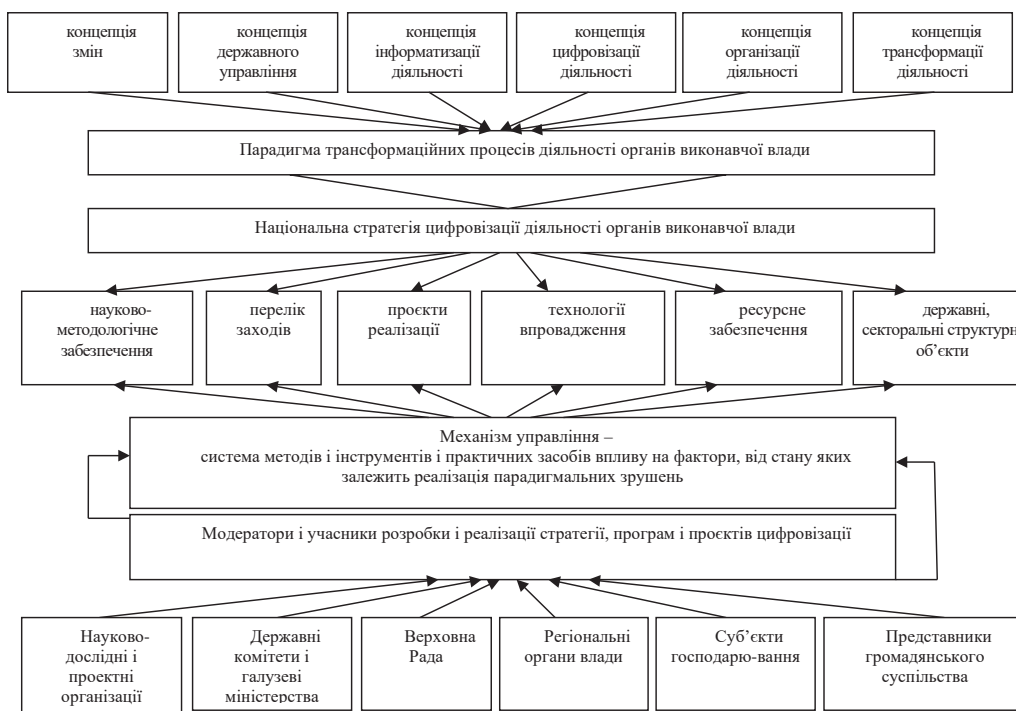 концепція
змін
концепція
державного
управління
концепція
інформатизації
діяльності
концепція
цифровізації
діяльності
концепція
організації
діяльності
концепція
трансформації
діяльності
Парадигма трансформаційних процесів діяльності органів виконавчої влади
Національна стратегія цифровізації діяльності органів виконавчої влади
науково-
методологічне
забезпечення
перелік
заходів
проєкти
реалізації
технології
впровадження
ресурсне
забезпечення
державні,
секторальні структурн
об’єкти
Механізм управління –
система методів і інструментів і практичних засобів впливу на фактори, від стану яких
залежить реалізація парадигмальних зрушень
Модератори і учасники розробки і реалізації стратегії, програм і проєктів цифровізації
Науково-
дослідні і
проектні
організації
Державні
комітети і
галузеві
міністерства
Верховна
Рада
Регіональні
органи влади
Суб’єкти
господарю-вання
Представники
громадянського
суспільства